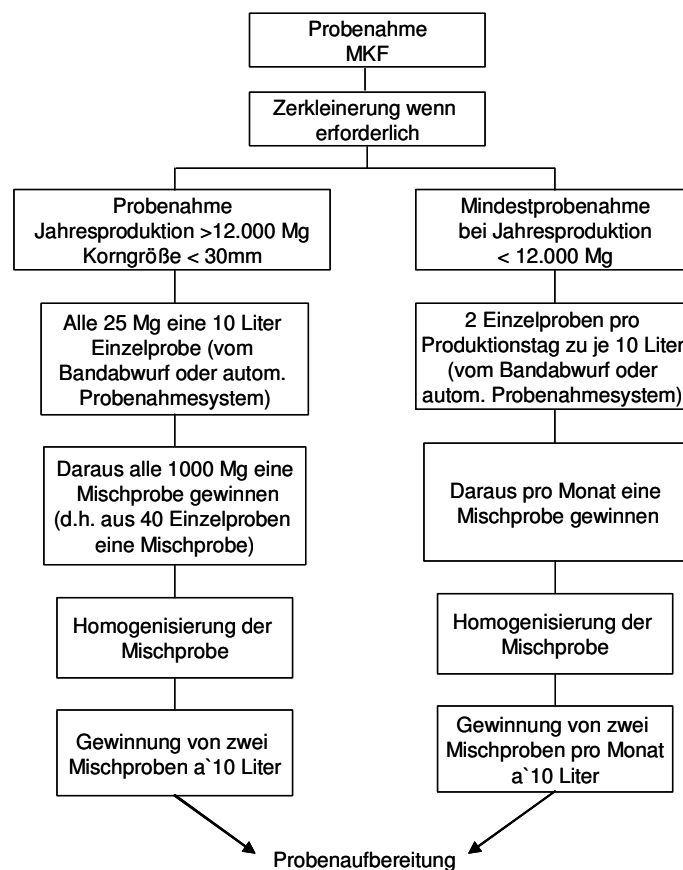 Probenahme
MKF
Zerkleinerung wenn
erforderlich
Probenahme
Jahresproduktion >12.000 Mg
Korngröße < 30mm
Alle 25 Mg eine 10 Liter
Einzelprobe (vom
Bandabwurf oder autom.
Probenahmesystem)
Daraus alle 1000 Mg eine
Mischprobe gewinnen
(d.h. aus 40 Einzelproben
eine Mischprobe)
Homogenisierung der
Mischprobe
Gewinnung von zwei
Mischproben a`10 Liter
Mindestprobenahme
bei Jahresproduktion
< 12.000 Mg
2 Einzelproben pro
Produktionstag zu je 10 Liter
(vom Bandabwurf oder
autom. Probenahmesystem)
Daraus pro Monat eine
Mischprobe gewinnen
Homogenisierung der
Mischprobe
Gewinnung von zwei
Mischproben pro Monat
a`10 Liter
Probenaufbereitung